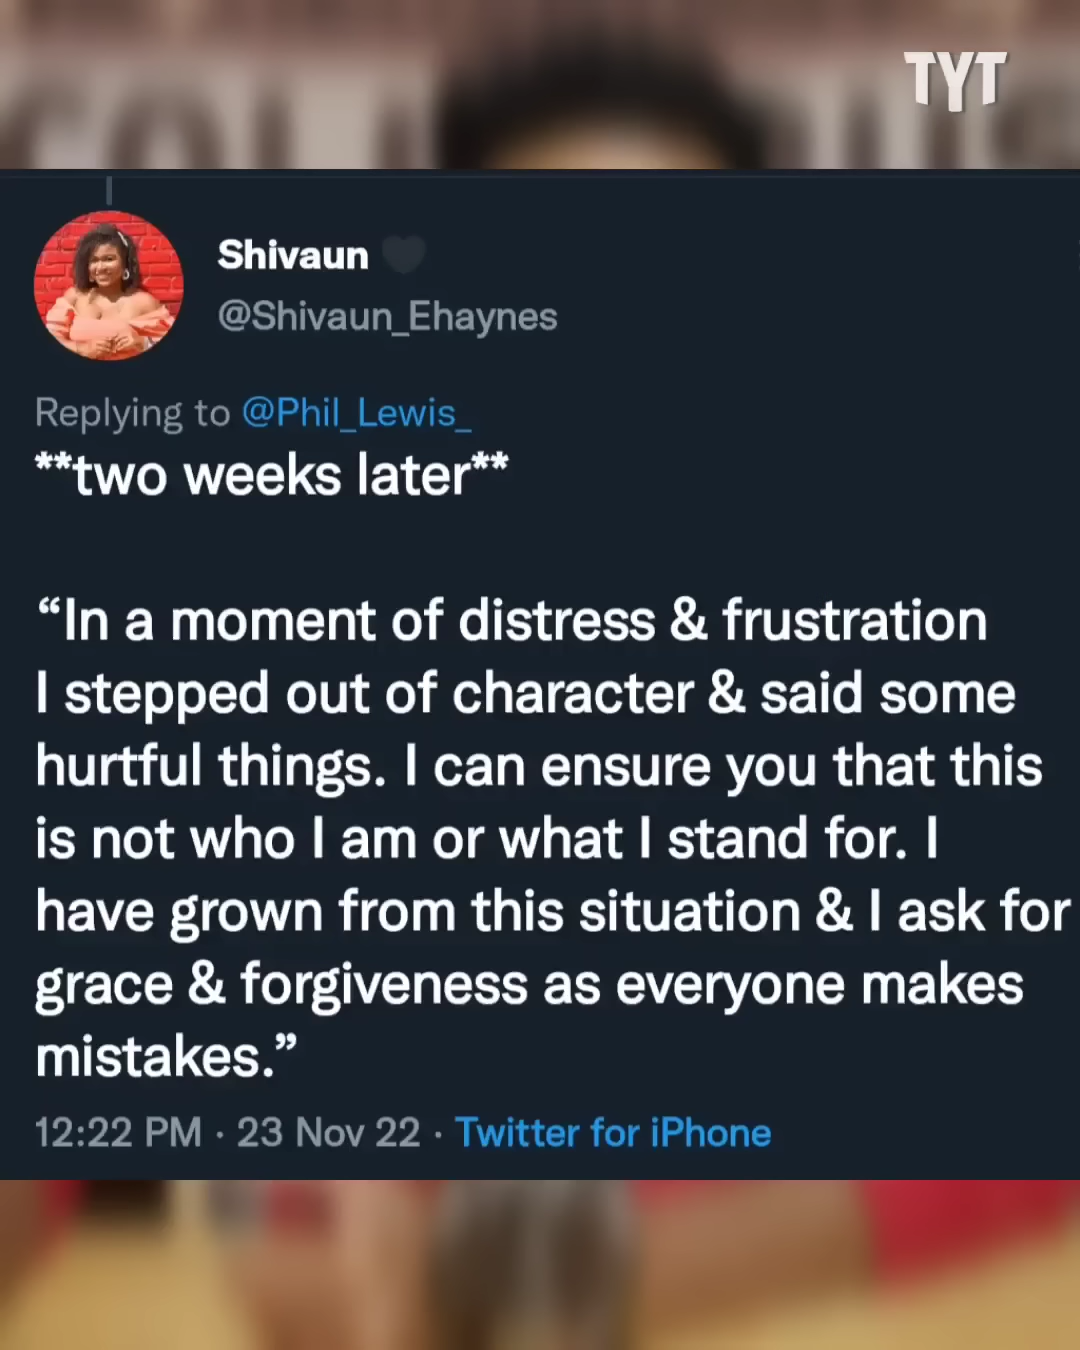 TYT
Shivaun 🖤
@Shivaun_Ehaynes
Replying to @Phil_Lewis_
**two weeks later**
“In a moment of distress & frustration
I stepped out of character & said some
hurtful things. I can ensure you that this
is not who I am or what I stand for. I
have grown from this situation & I ask for
grace & forgiveness as everyone makes
mistakes.”
12:22 PM · 23 Nov 22 · Twitter for iPhone